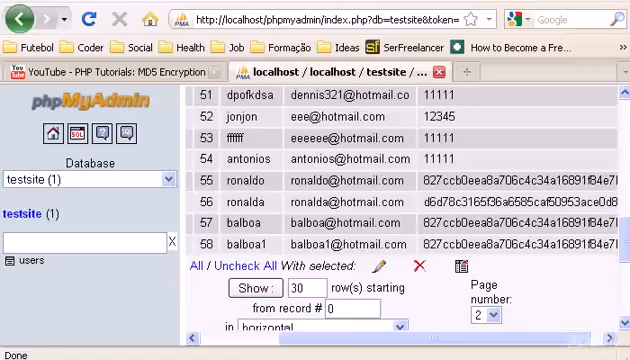 http://localhost/phpmyadmin/index.php?db=testsite&token=
Google
Futebol Cool Social Health Job Formação Ideas SerFreelancer How to Become a Fre...
YouTube - PHP Tutorials: MD5 Encryption
localhost / localhost / testsite / ...
phpMyAdmin
SQL
Database
testsite (1)
testsite (1)
X
users
51 dpofkdsa dennis321@hotmail.co 11111
52 jonjon eee@hotmail.com 12345
53 ffffff eeeeee@hotmail.com 11111
54 antonios antonios@hotmail.com 11111
55 ronaldo ronaldo@hotmail.com 827ccb0eea8a706c4c34a16891f84e7l
56 ronalda ronalda@hotmail.com d6d78c3165f36a6585caf50953ace0d8
57 balboa balboa@hotmail.com 827ccb0eea8a706c4c34a16891f84e7l
58 balboa1 balboa1@hotmail.com 827ccb0eea8a706c4c34a16891f84e7l
All / Uncheck All With selected:
Show : 30 row(s) starting
from record # 0
in horizontal
Page
number:
2
Done